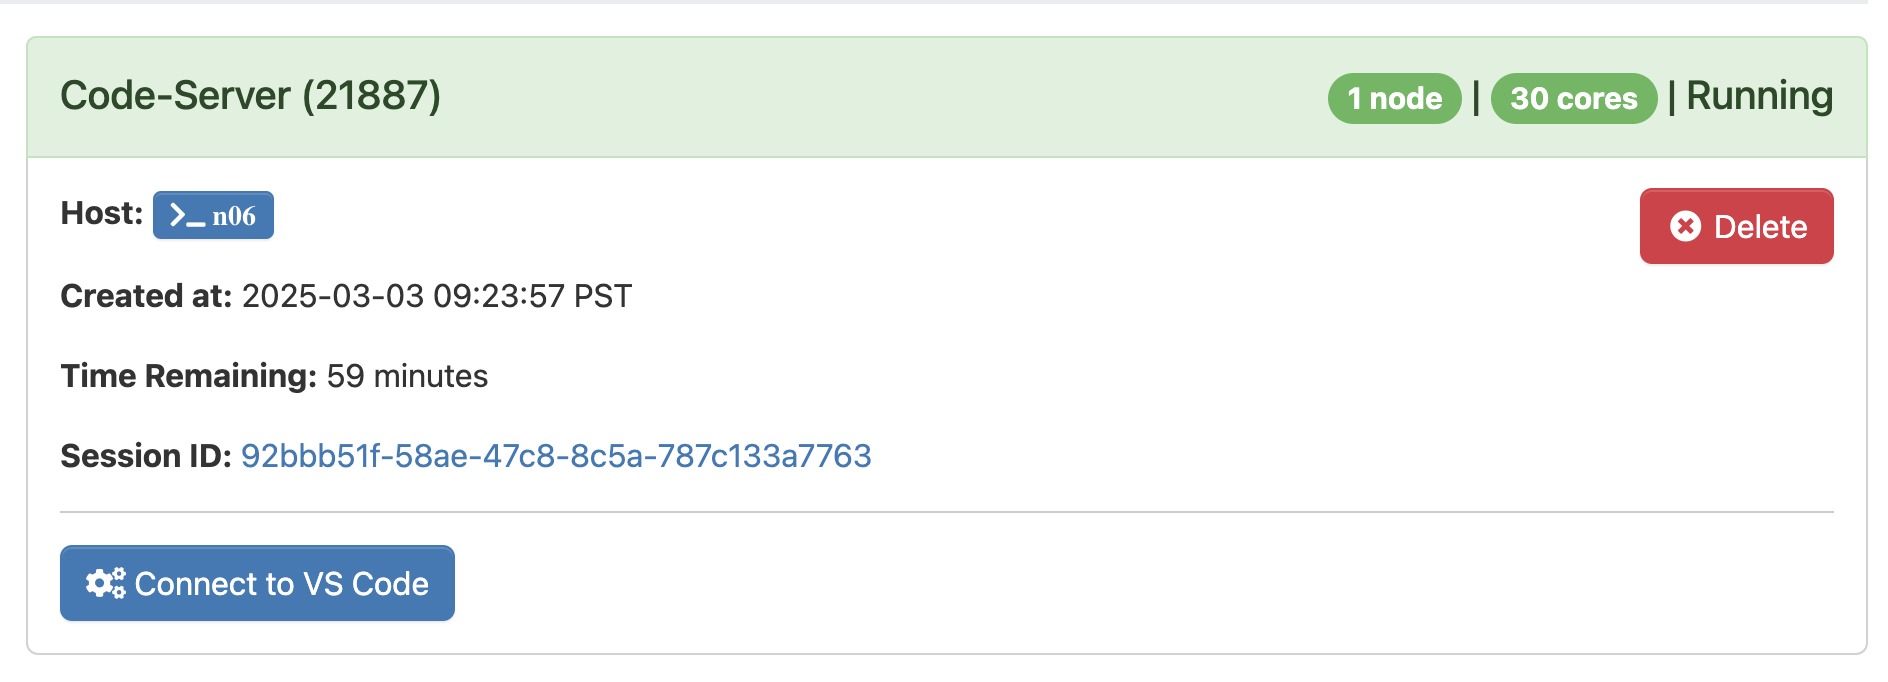 Code-Server (21887)
1 node | 30 cores | Running
Host: >_ n06
Delete
Created at: 2025-03-03 09:23:57 PST
Time Remaining: 59 minutes
Session ID: 92bbb51f-58ae-47c8-8c5a-787c133a7763
Connect to VS Code